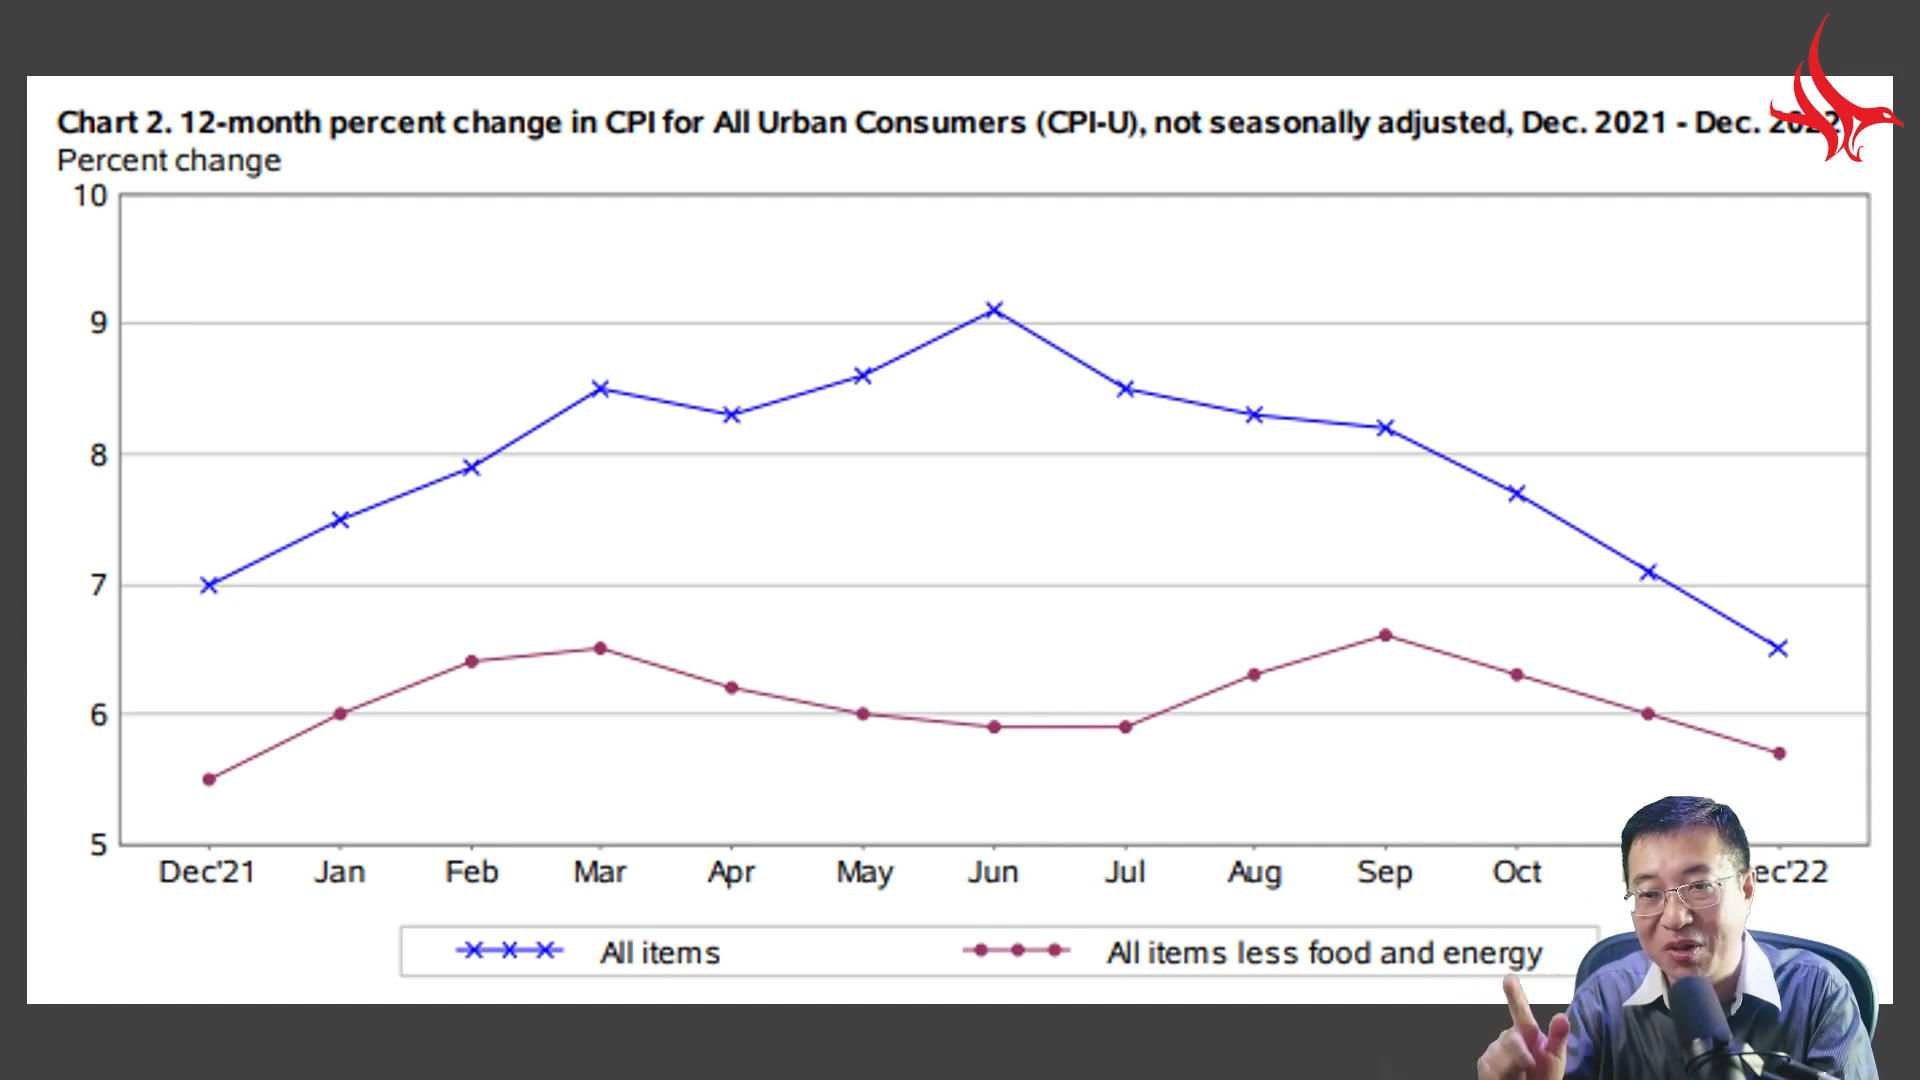 Chart 2. 12-month percent change in CPI for All Urban Consumers (CPI-U), not seasonally adjusted, Dec. 2021 - Dec. 2022
Percent change
10
9
8
7
6
5
Dec'21 Jan Feb Mar Apr May Jun Jul Aug Sep Oct ec'22
All items All items less food and energy